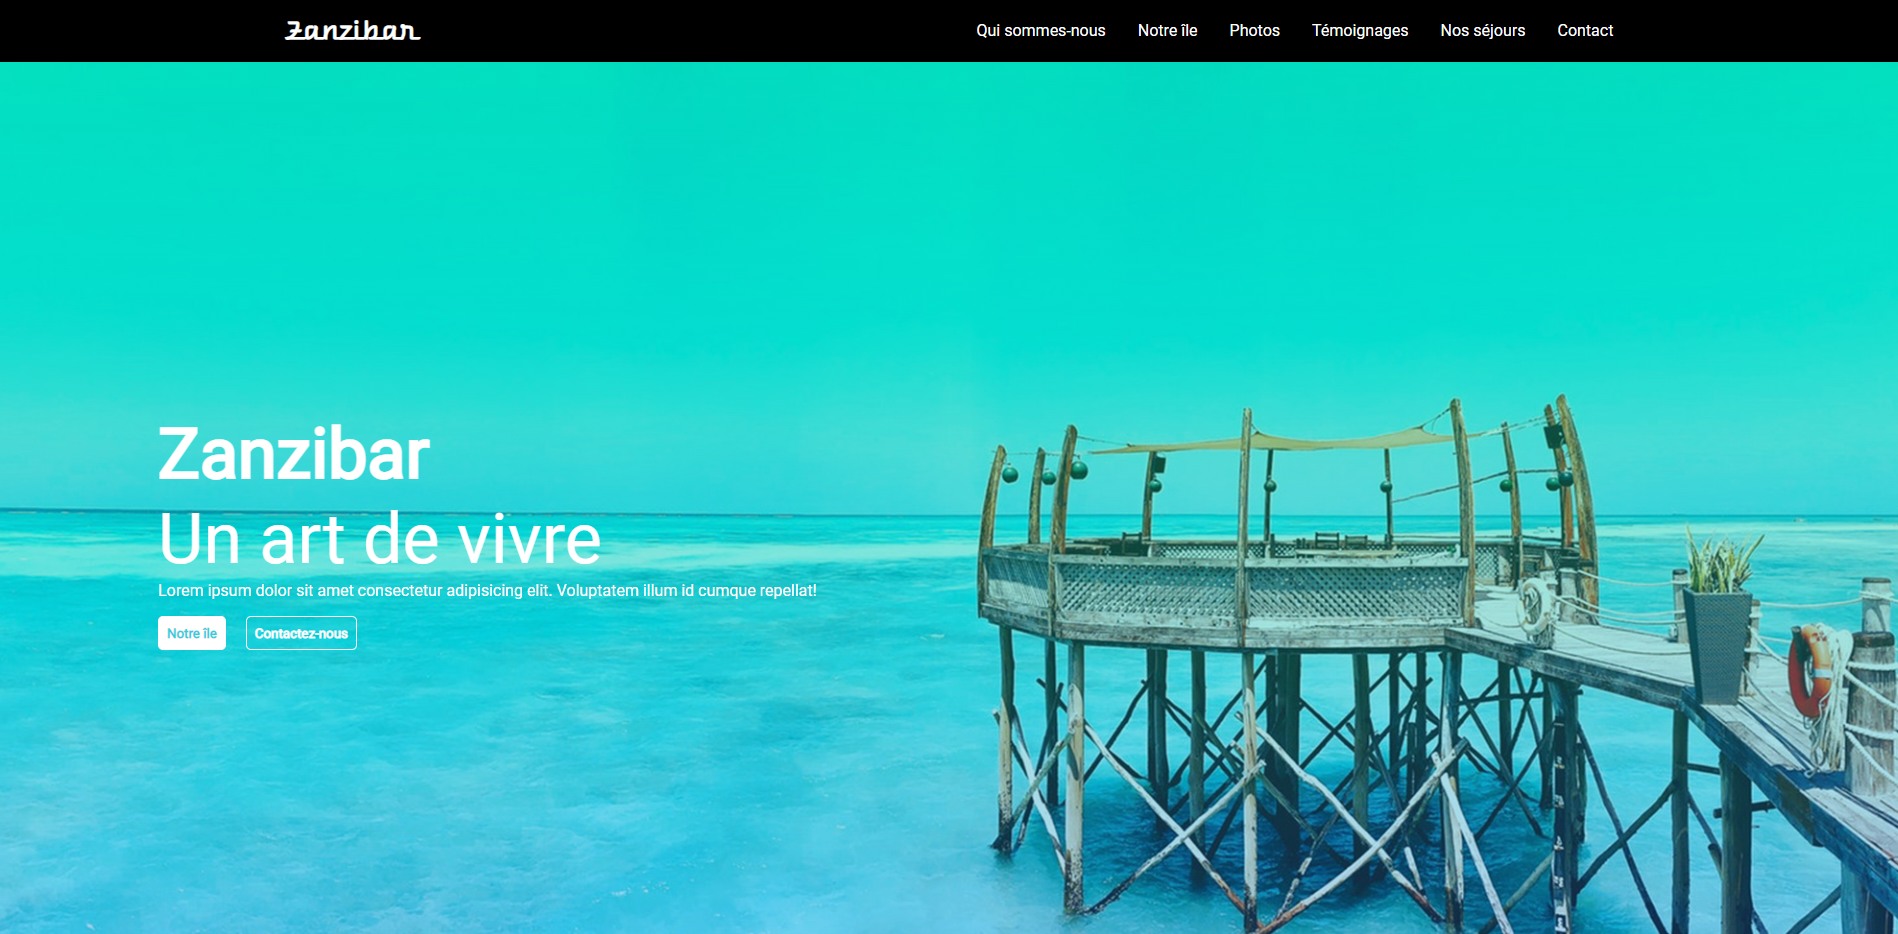 Zanzibar
Qui sommes-nous Notre île Photos Témoignages Nos séjours Contact
Zanzibar
Un art de vivre
Lorem ipsum dolor sit amet consectetur adipisicing elit. Voluptatem illum id cumque repellat!
Notre île Contactez-nous